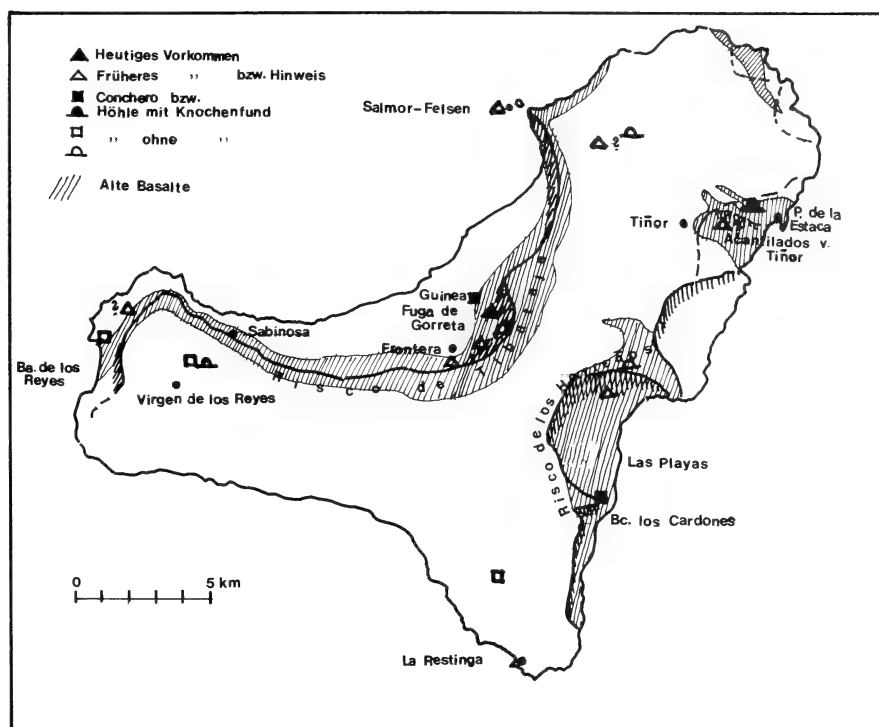 Heutiges Vorkommen
Früheres ,, bzw. Hinweis
Conchero bzw.
Höhle mit Knochenfund
,, ohne ,,
Alte Basalte
Salmor-Felsen
?
Tiñor
P. de la
Estaca
Acantilados v.
Tiñor
Guinea
Fuga de
Gorreta
?
Sabinosa
Frontera
Ba. de los
Reyes
Risco de Tibataje
Virgen de los Reyes
Risco de los Herreños
Las Playas
Bc. los Cardones
0 5 km
La Restinga